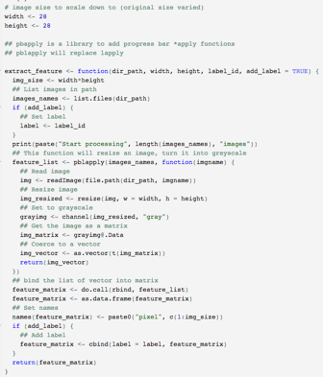 # image size to scale down to (original size varied)
width <- 28
height <- 28
## pbapply is a library to add progress bar *apply functions
## pblapply will replace lapply
extract_feature <- function(dir_path, width, height, label_id, add_label = TRUE) {
img_size <- width*height
## List images in path
images_names <- list.files(dir_path)
if (add_label) {
## Set label
label <- label_id
}
print(paste("Start processing", length(images_names), "images"))
## This function will resize an image, turn it into greyscale
feature_list <- pblapply(images_names, function(imgname) {
## Read image
img <- readImage(file.path(dir_path, imgname))
## Resize image
img_resized <- resize(img, w = width, h = height)
## Set to grayscale
grayimg <- channel(img_resized, "gray")
## Get the image as a matrix
img_matrix <- grayimg@.Data
## Coerce to a vector
img_vector <- as.vector(t(img_matrix))
return(img_vector)
})
## bind the list of vector into matrix
feature_matrix <- do.call(rbind, feature_list)
feature_matrix <- as.data.frame(feature_matrix)
## Set names
names(feature_matrix) <- paste0("pixel", c(1:img_size))
if (add_label) {
## Add label
feature_matrix <- cbind(label = label, feature_matrix)
}
return(feature_matrix)
}